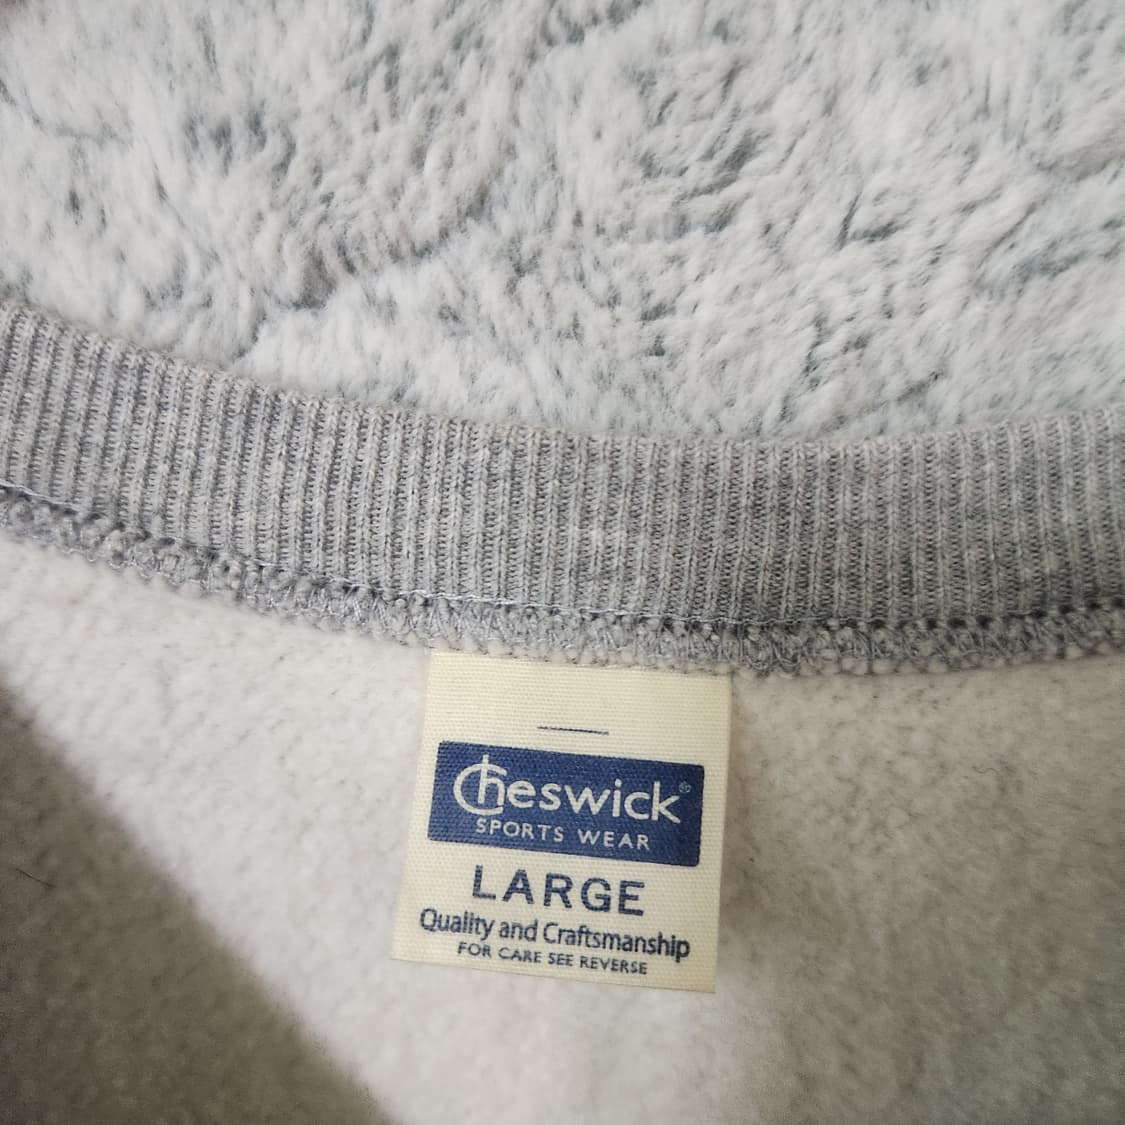 Cheswick®
SPORTS WEAR
LARGE
Quality and Craftsmanship
FOR CARE SEE REVERSE